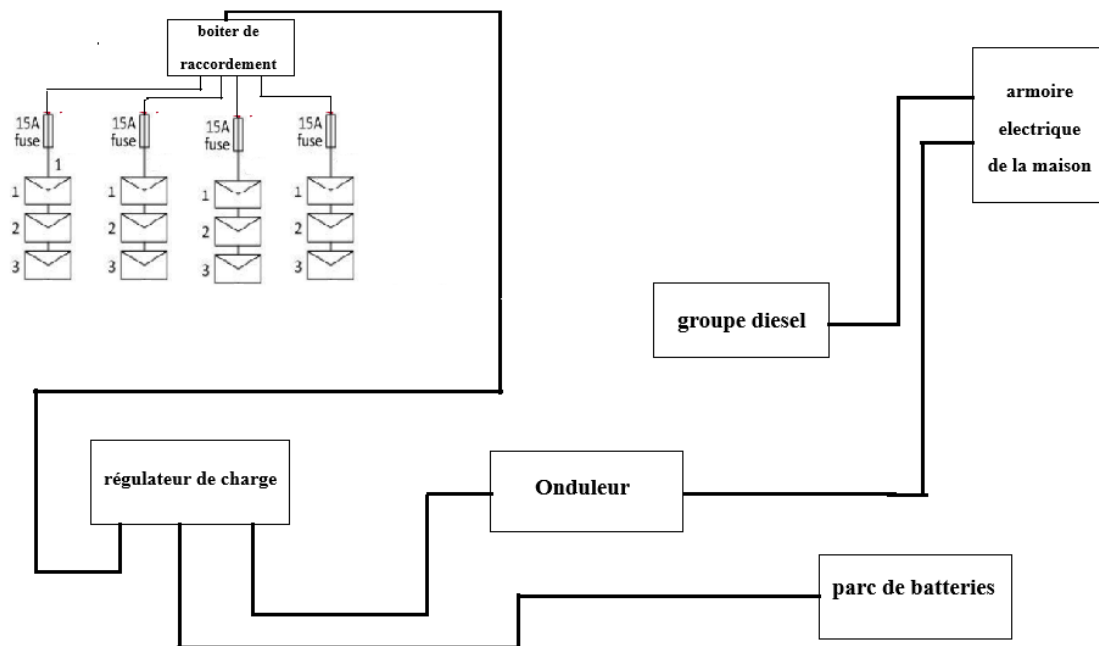 boiter de
raccordement
15A
fuse
15A
fuse
15A
fuse
15A
fuse
1
1
2
3
1
2
3
1
2
3
1
2
3
armoire
electrique
de la maison
groupe diesel
régulateur de charge
Onduleur
parc de batteries